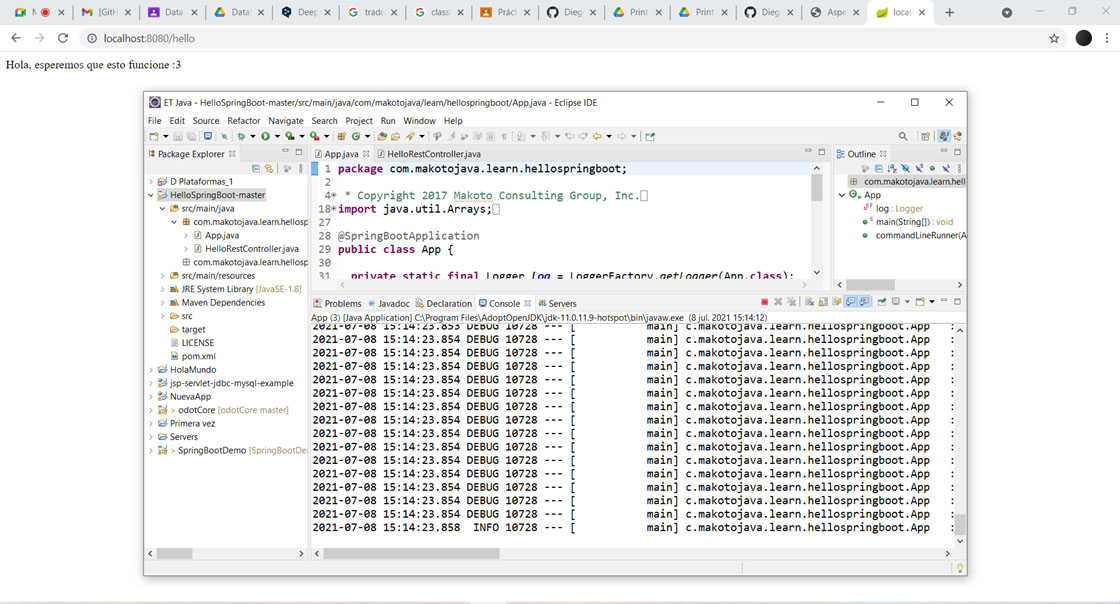 M
[GitH
Data
Data
Deep
G tradu
G class
Práct
Dieg
Print
Print
Dieg
Aspe
locall
localhost:8080/hello
Hola, esperemos que esto funcione :3
ET Java - HelloSpringBoot-master/src/main/java/com/makotojava/learn/hellospringboot/App.java - Eclipse IDE
File Edit Source Refactor Navigate Search Project Run Window Help
Package Explorer
D Plataformas_1
HelloSpringBoot-master
src/main/java
com.makotojava.learn.hellosp
App.java
HelloRestController.java
com.makotojava.learn.hellosp
src/main/resources
JRE System Library [JavaSE-1.8]
Maven Dependencies
src
target
LICENSE
pom.xml
HolaMundo
jsp-servlet-jdbc-mysql-example
NuevaApp
> odotCore [odotCore master]
Primera vez
Servers
> SpringBootDemo [SpringBootDe
App.java HelloRestController.java
1 package com.makotojava.learn.hellospringboot;
2
4 * Copyright 2017 Makoto Consulting Group, Inc.
18 import java.util.Arrays;
27
28 @SpringBootApplication
29 public class App {
30
31 private static final Logger log = LoggerFactory.getLogger(App.class);
Outline
com.makotojava.learn.hell
App
log : Logger
main(String[]) : void
commandLineRunner(A
Problems Javadoc Declaration Console Servers
App (3) [Java Application] C:\Program Files\AdoptOpenJDK\jdk-11.0.11.9-hotspot\bin\javaw.exe (8 jul. 2021 15:14:12)
2021-07-08 15:14:23.853 DEBUG 10728 --- [ main] c.makotojava.learn.hellospringboot.App :
2021-07-08 15:14:23.854 DEBUG 10728 --- [ main] c.makotojava.learn.hellospringboot.App :
2021-07-08 15:14:23.854 DEBUG 10728 --- [ main] c.makotojava.learn.hellospringboot.App :
2021-07-08 15:14:23.854 DEBUG 10728 --- [ main] c.makotojava.learn.hellospringboot.App :
2021-07-08 15:14:23.854 DEBUG 10728 --- [ main] c.makotojava.learn.hellospringboot.App :
2021-07-08 15:14:23.854 DEBUG 10728 --- [ main] c.makotojava.learn.hellospringboot.App :
2021-07-08 15:14:23.854 DEBUG 10728 --- [ main] c.makotojava.learn.hellospringboot.App :
2021-07-08 15:14:23.854 DEBUG 10728 --- [ main] c.makotojava.learn.hellospringboot.App :
2021-07-08 15:14:23.854 DEBUG 10728 --- [ main] c.makotojava.learn.hellospringboot.App :
2021-07-08 15:14:23.854 DEBUG 10728 --- [ main] c.makotojava.learn.hellospringboot.App :
2021-07-08 15:14:23.854 DEBUG 10728 --- [ main] c.makotojava.learn.hellospringboot.App :
2021-07-08 15:14:23.854 DEBUG 10728 --- [ main] c.makotojava.learn.hellospringboot.App :
2021-07-08 15:14:23.854 DEBUG 10728 --- [ main] c.makotojava.learn.hellospringboot.App :
2021-07-08 15:14:23.854 DEBUG 10728 --- [ main] c.makotojava.learn.hellospringboot.App :
2021-07-08 15:14:23.854 DEBUG 10728 --- [ main] c.makotojava.learn.hellospringboot.App :
2021-07-08 15:14:23.858 INFO 10728 --- [ main] c.makotojava.learn.hellospringboot.App :